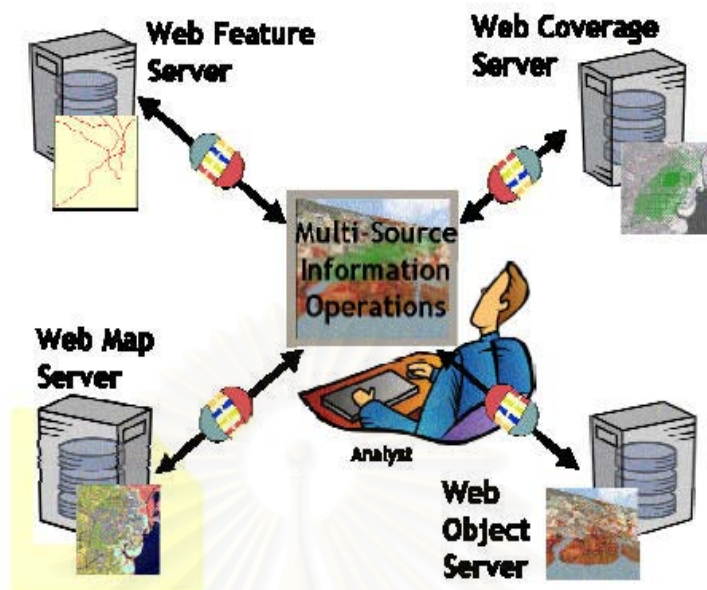 Web Feature
Server
Web Coverage
Server
Multi-Source
Information
Operations
Web Map
Server
Analyst
Web
Object
Server